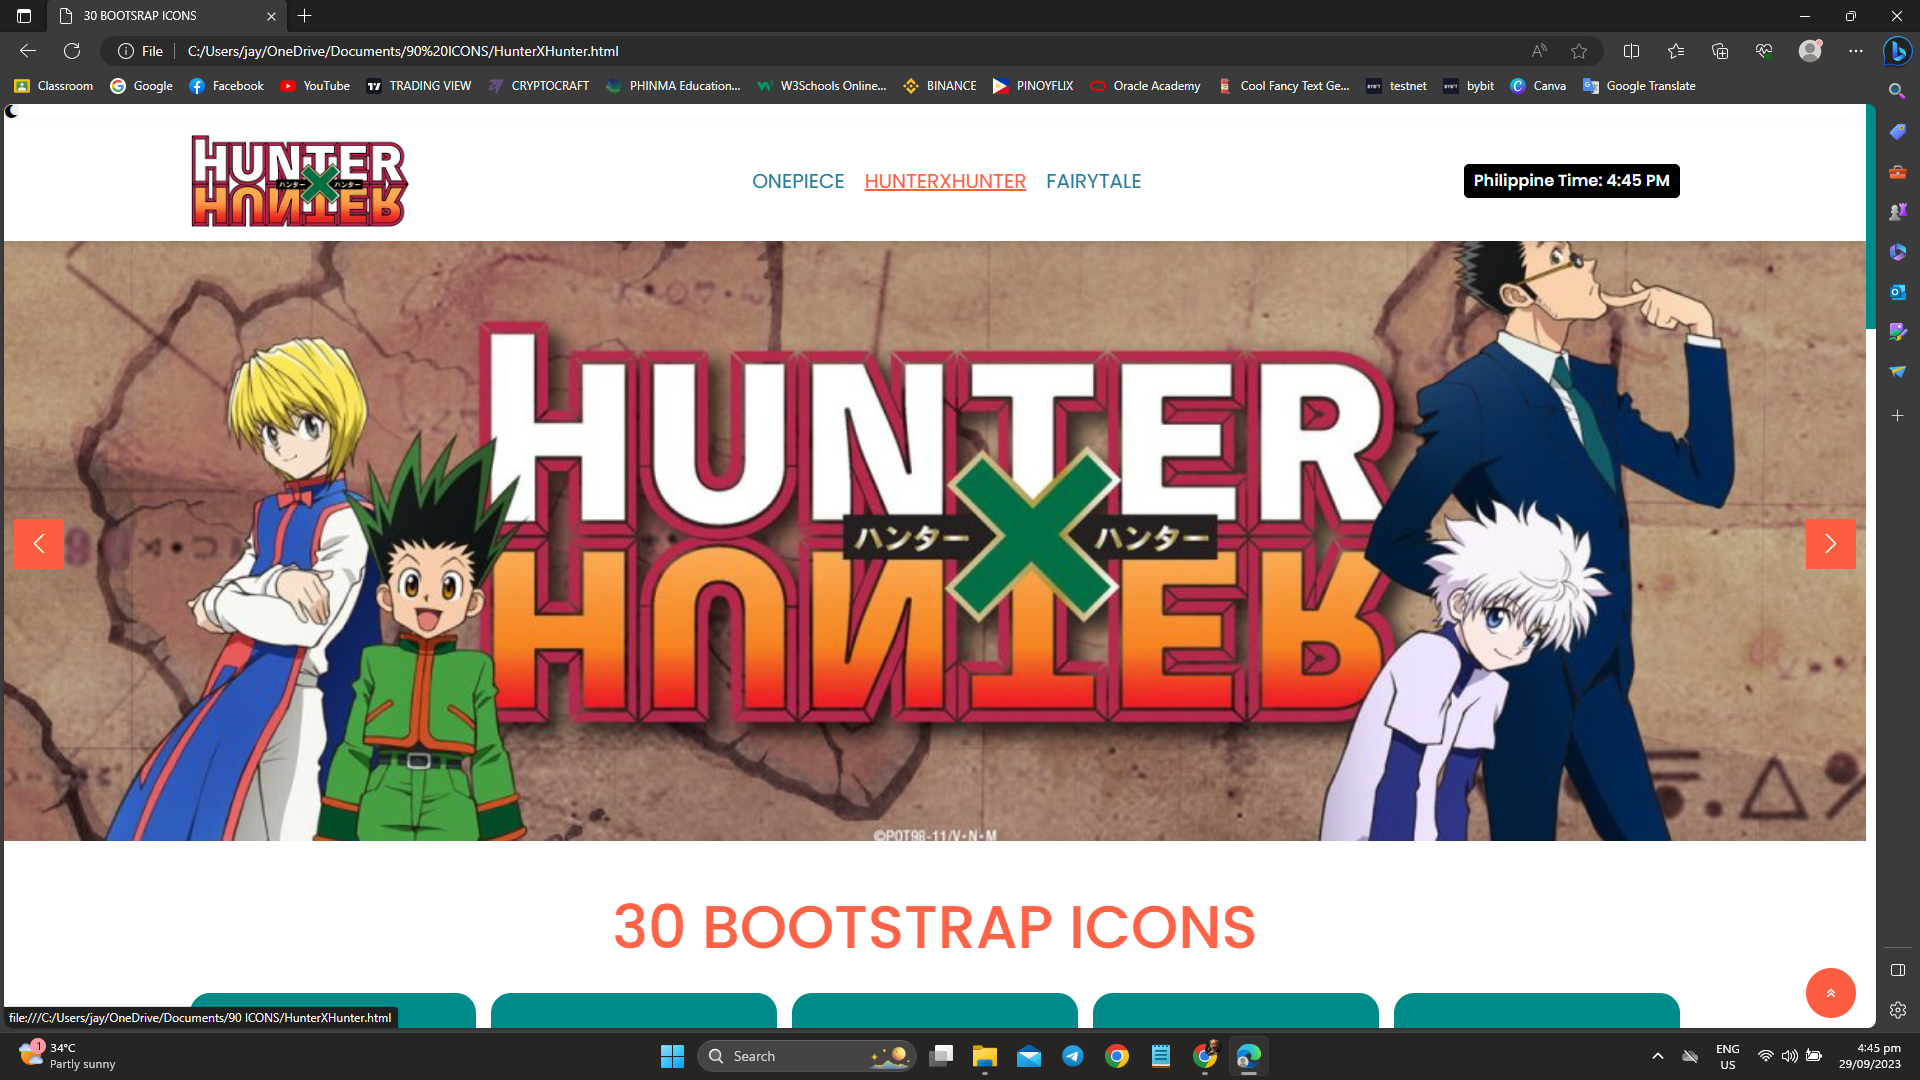 30 BOOTSRAP ICONS
File
C:/Users/jay/OneDrive/Documents/90%20ICONS/HunterXHunter.html
Classroom
Google
Facebook
YouTube
TRADING VIEW
CRYPTOCRAFT
PHINMA Education...
W3Schools Online...
BINANCE
PINOYFLIX
Oracle Academy
Cool Fancy Text Ge...
testnet
bybit
Canva
Google Translate
HUNTER
ハンター X ハンター
HUNTER
ONEPIECE
HUNTERXHUNTER
FAIRYTALE
Philippine Time: 4:45 PM
HUNTER
ハンター X ハンター
HUNTER
©POT98-11/V・N・M
30 BOOTSTRAP ICONS
file:///C:/Users/jay/OneDrive/Documents/90 ICONS/HunterXHunter.html
1
34°C
Partly sunny
Search
ENG
US
4:45 pm
29/09/2023